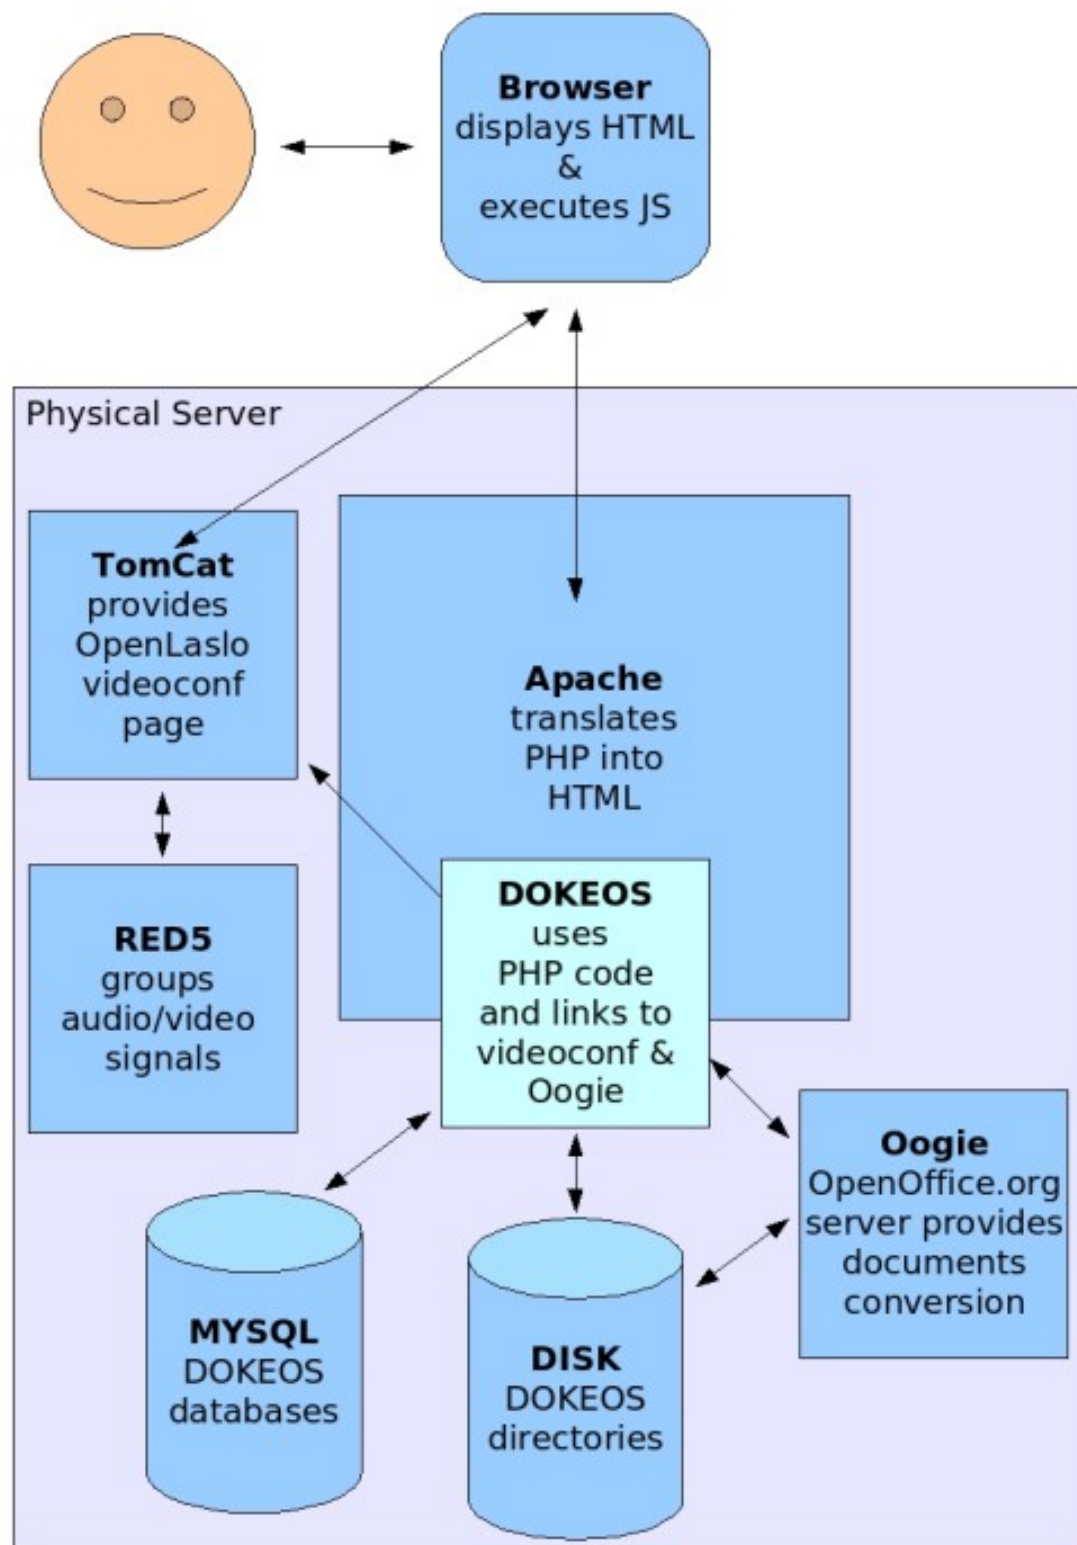 Browser
displays HTML
&
executes JS
Physical Server
TomCat
provides
OpenLaslo
videoconf
page
Apache
translates
PHP into
HTML
DOKEOS
uses
PHP code
and links to
videoconf &
Oogie
RED5
groups
audio/video
signals
Oogie
OpenOffice.org
server provides
documents
conversion
MYSQL
DOKEOS
databases
DISK
DOKEOS
directories